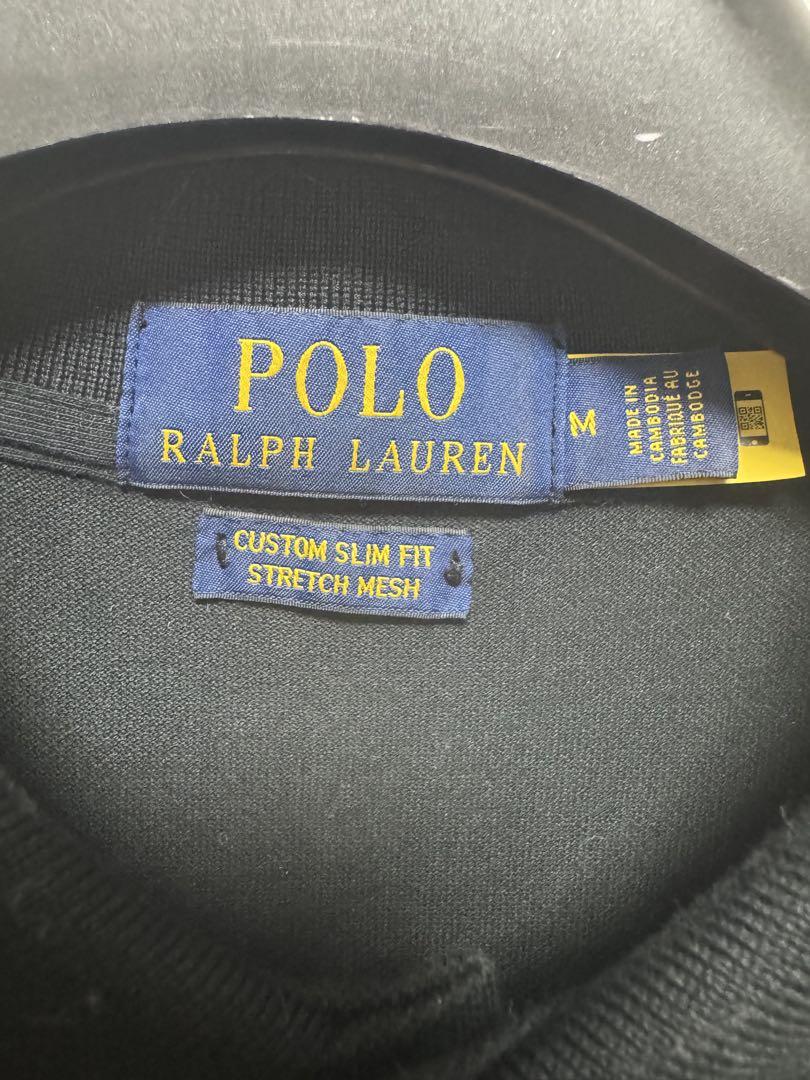 POLO
RALPH LAUREN
M
MADE IN
CAMBODIA
FABRIQUÉ AU
CAMBODGE
CUSTOM SLIM FIT
STRETCH MESH